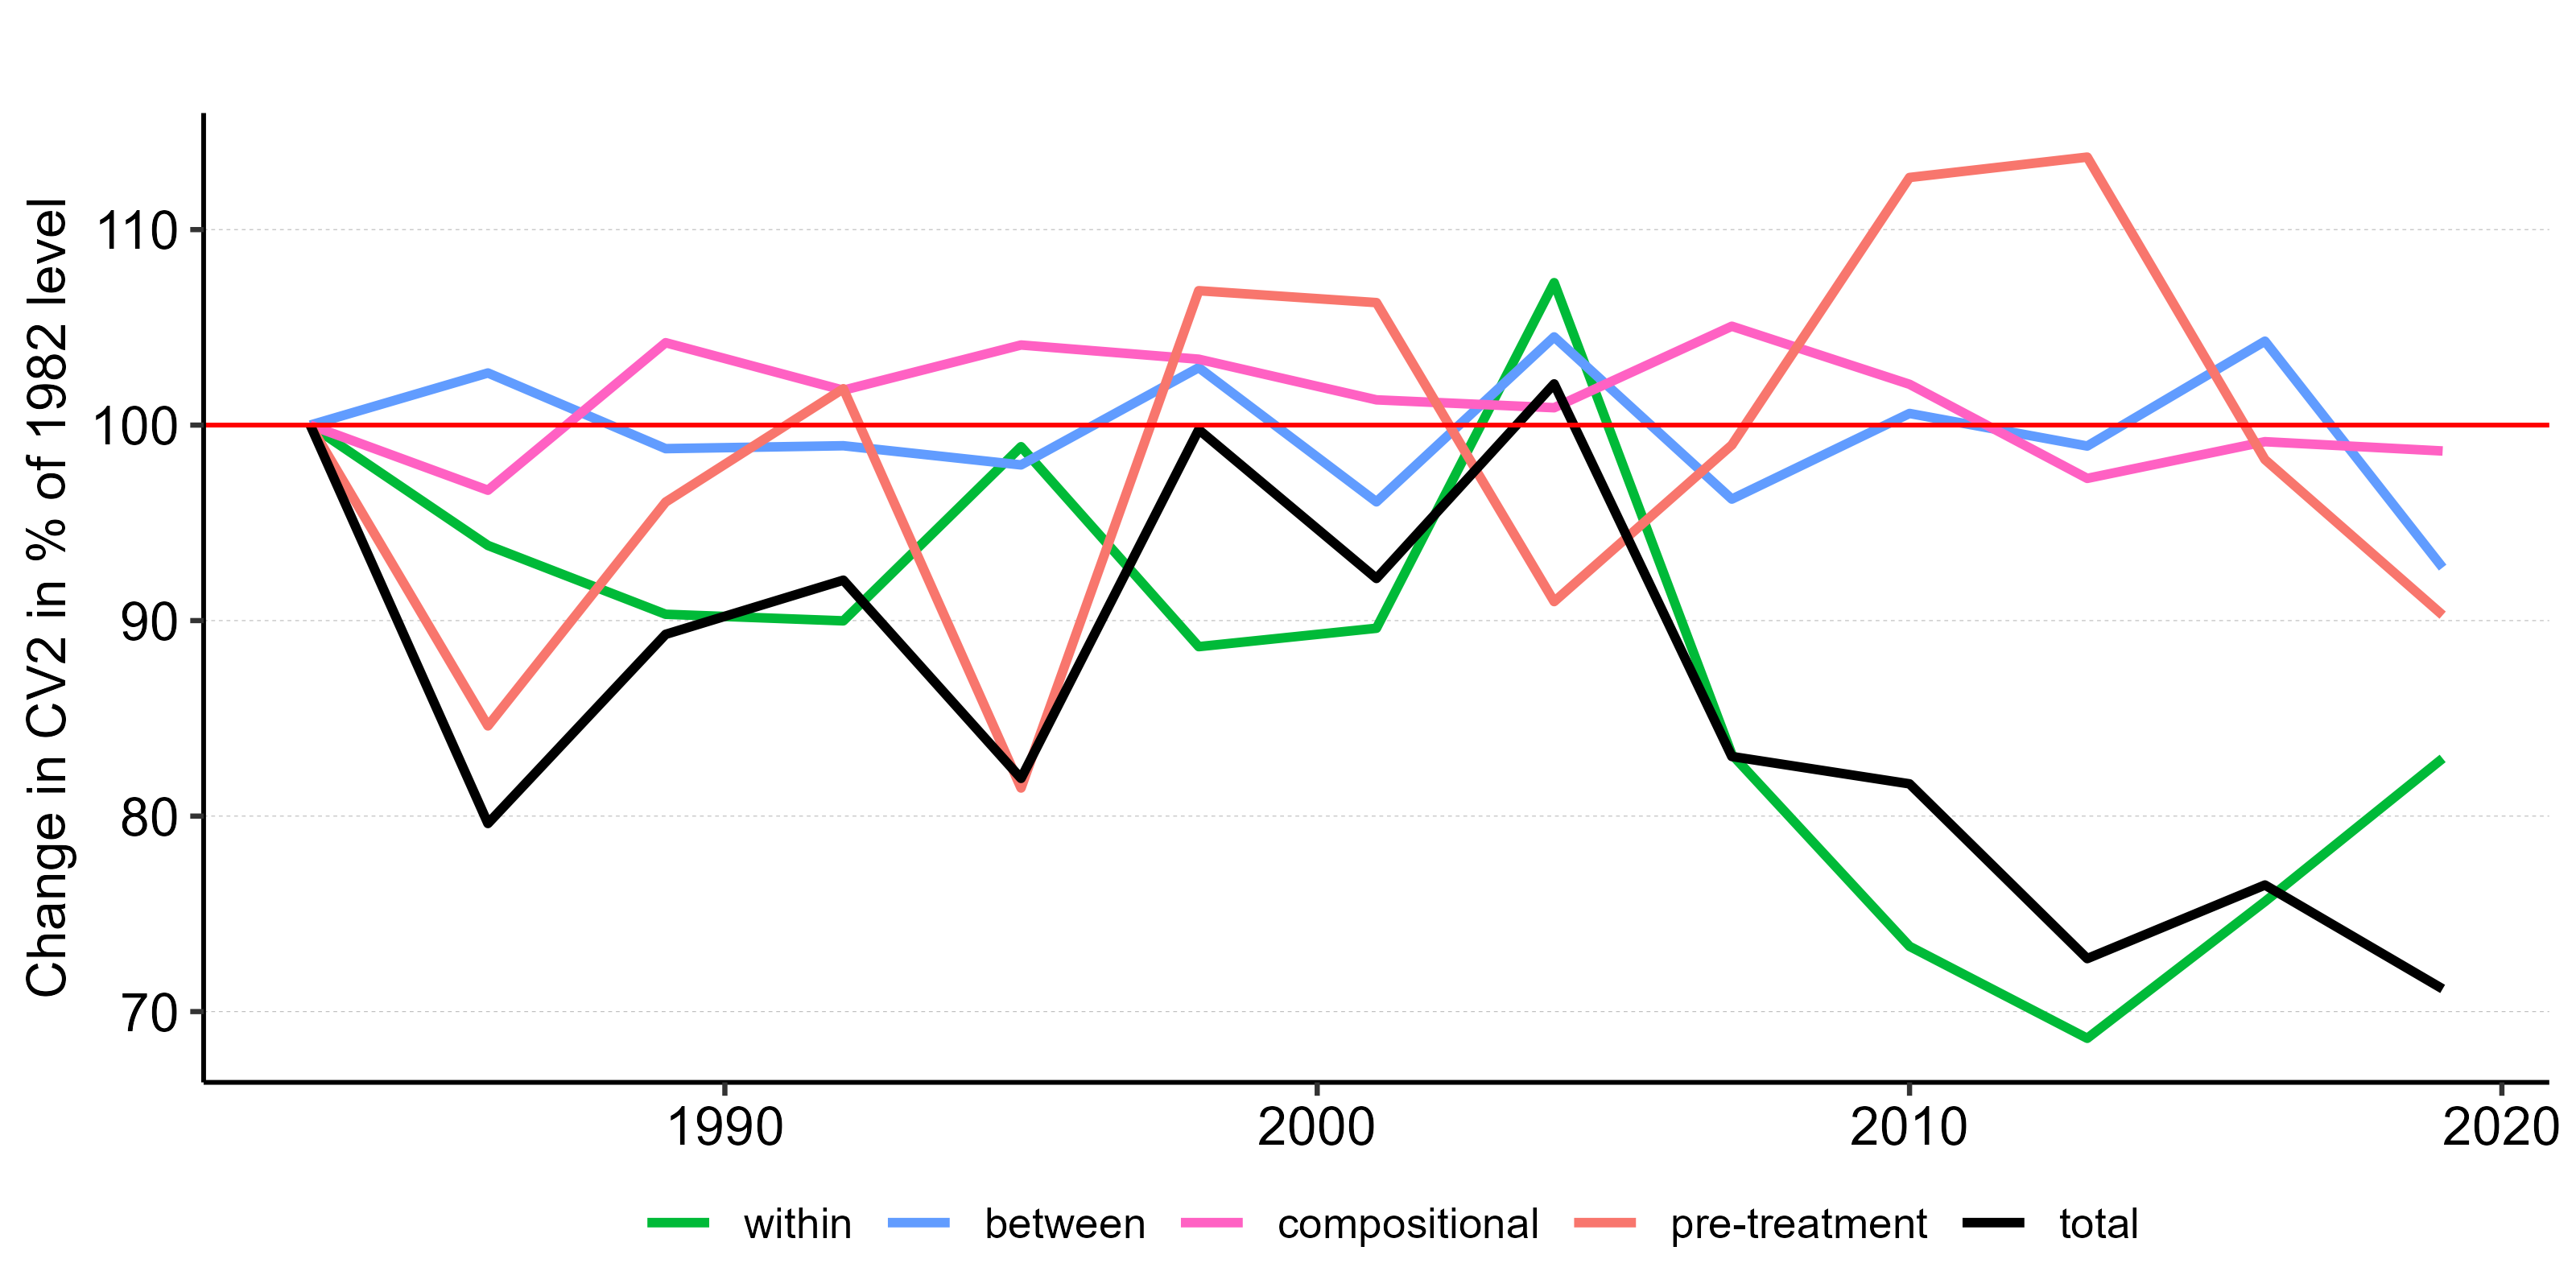 Change in CV2 in % of 1982 level
110
100
90
80
70
1990 2000 2010 2020
within between compositional pre-treatment total